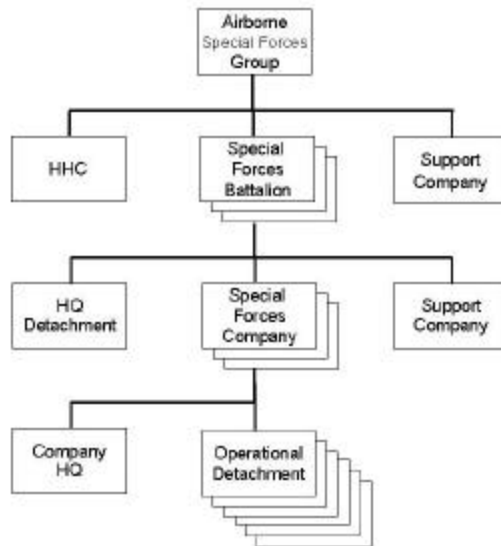 Airborne
Special Forces
Group
HHC
Special
Forces
Battalion
Support
Company
HQ
Detachment
Special
Forces
Company
Support
Company
Company
HQ
Operational
Detachment